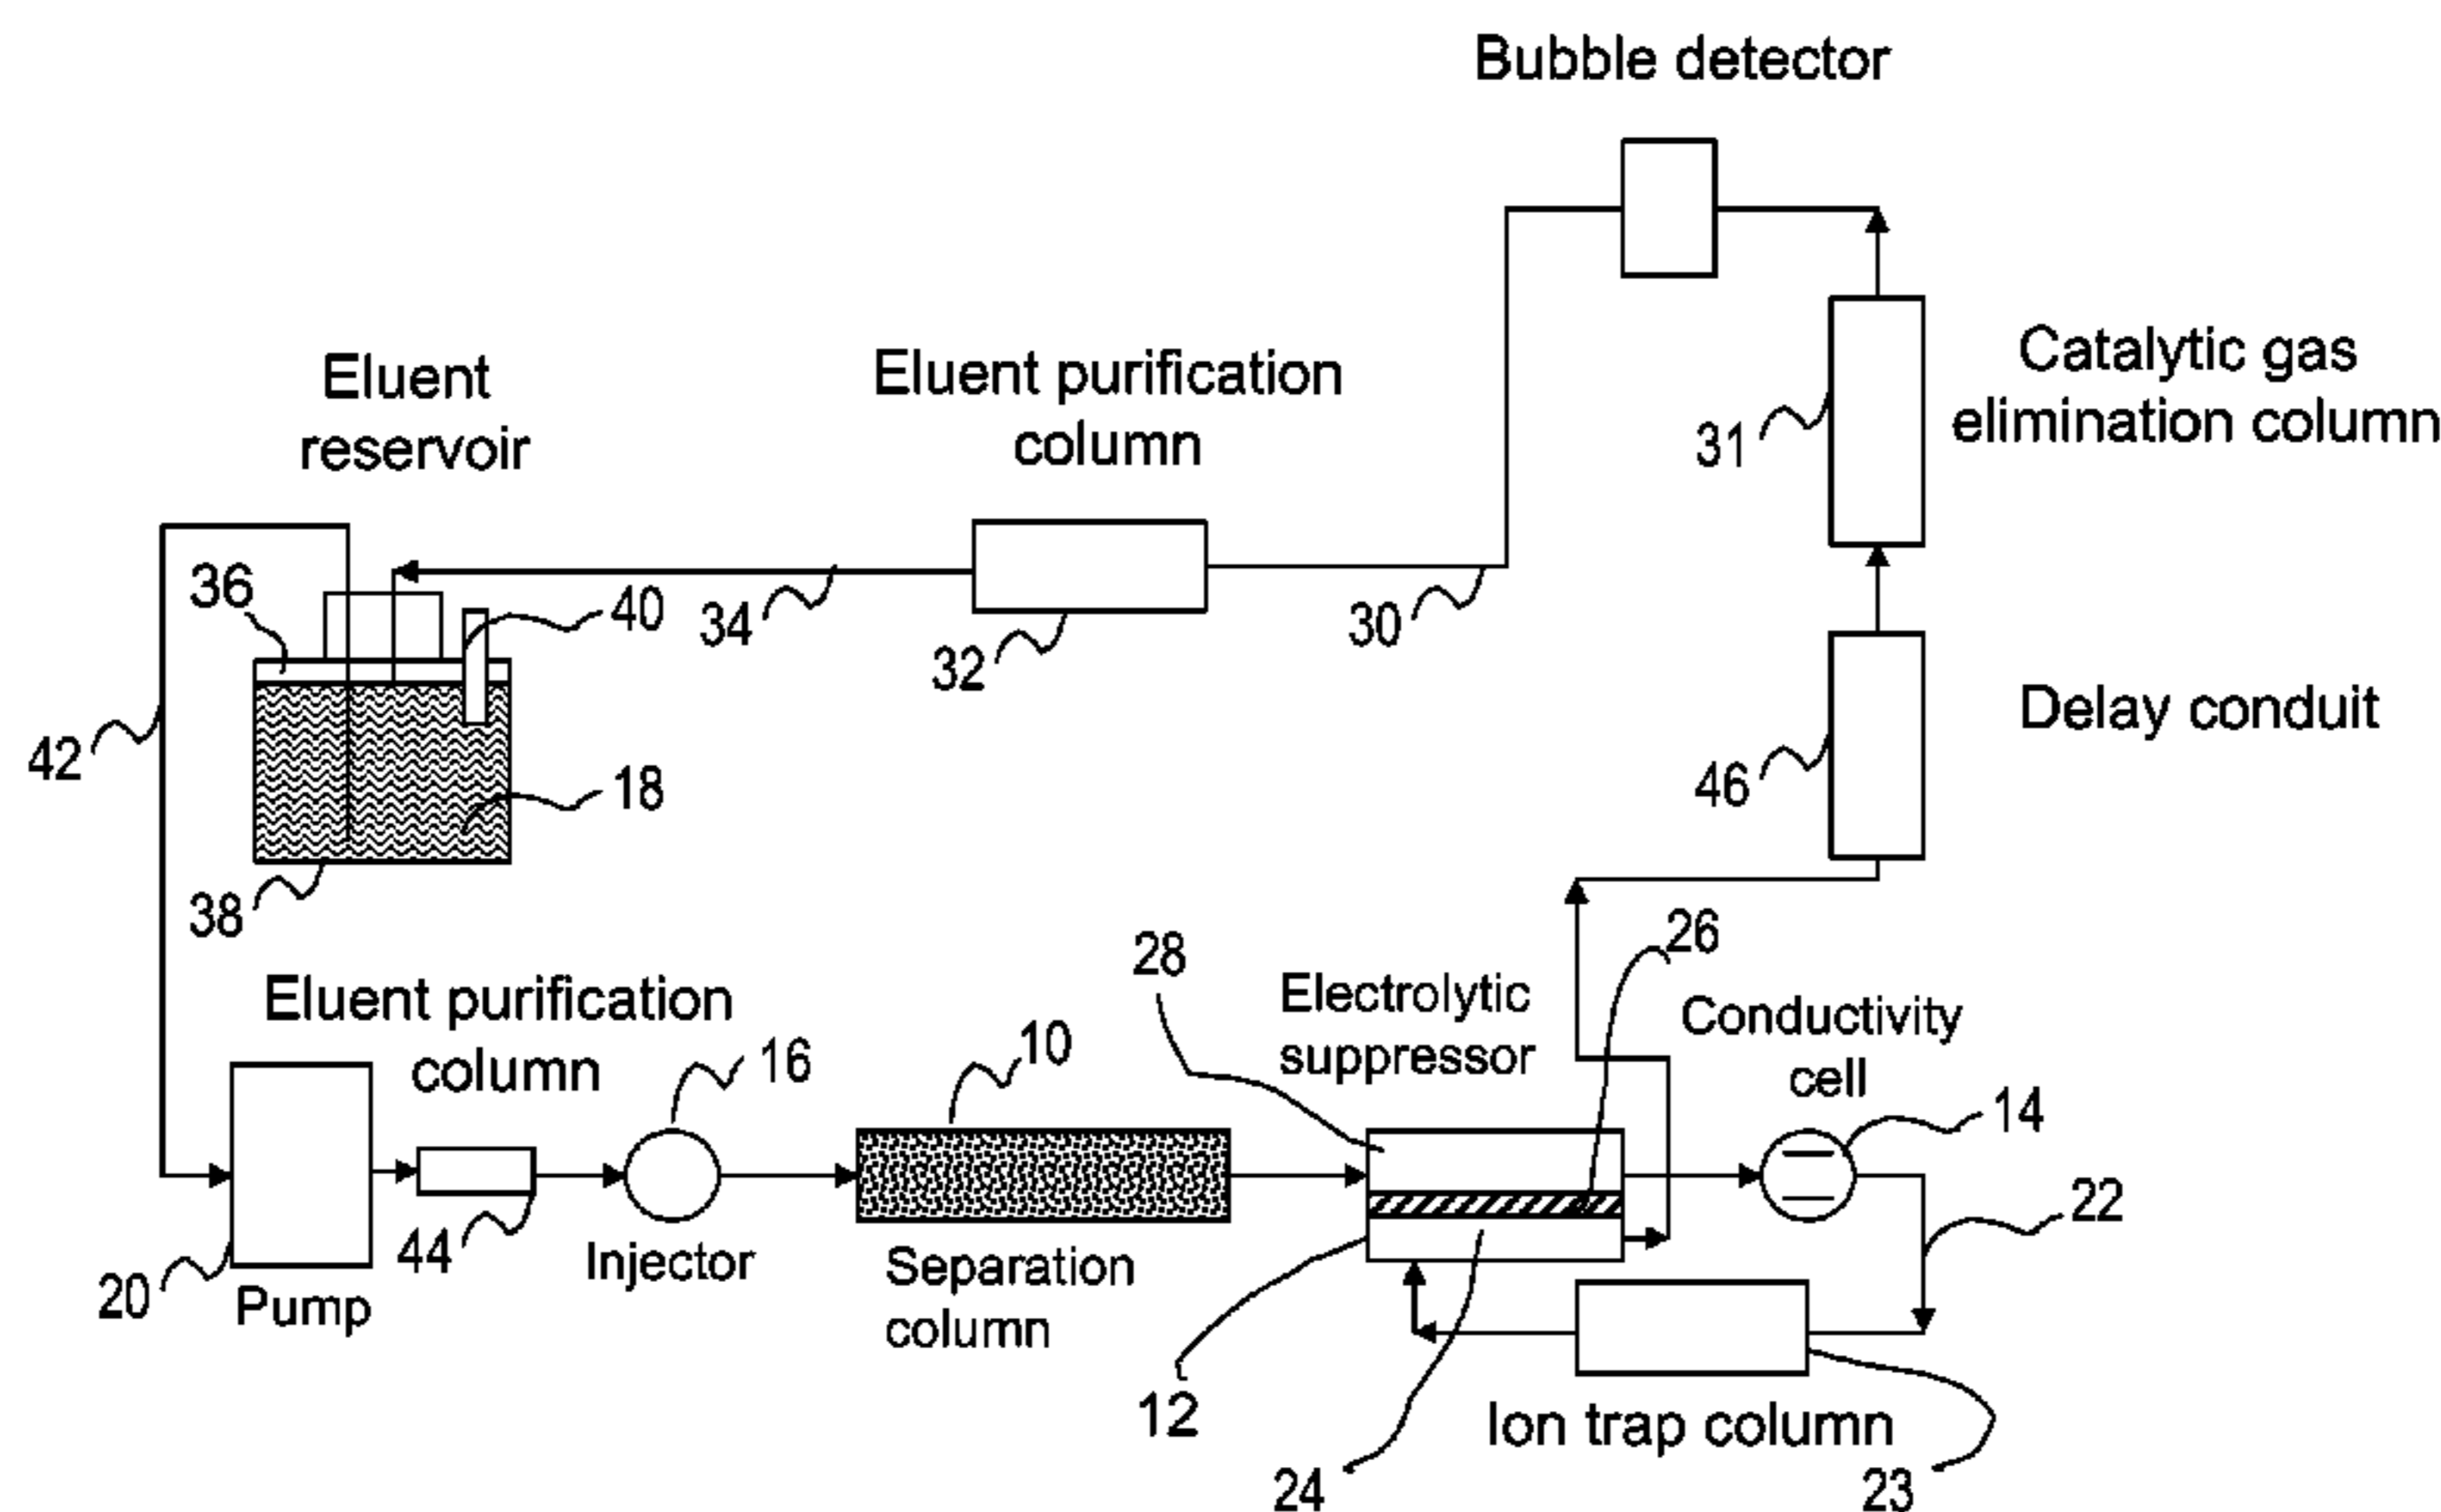 Bubble detector
Catalytic gas
elimination column
31
Eluent
reservoir
Eluent purification
column
36
40
34
32
30
42
18
46
Delay conduit
38
28
26
Eluent purification
column
16
10
Electrolytic
suppressor
Conductivity
cell
14
22
20
Pump
44
Injector
Separation
column
12
24
Ion trap column
23